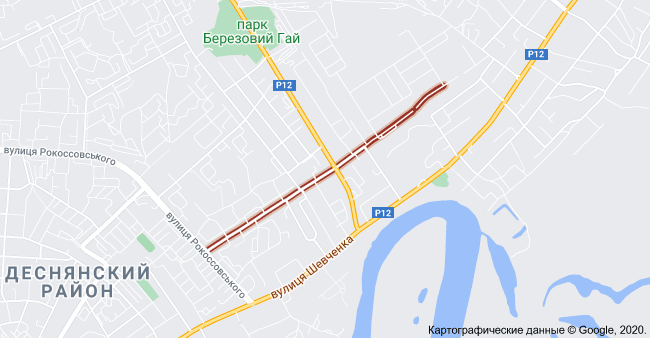 парк
Березовий Гай
P12
P12
вулиця Рокоссовського
вулиця Рокоссовського
P12
ДЕСНЯНСКИЙ
РАЙОН
вулиця Шевченка
Картографические данные © Google, 2020.